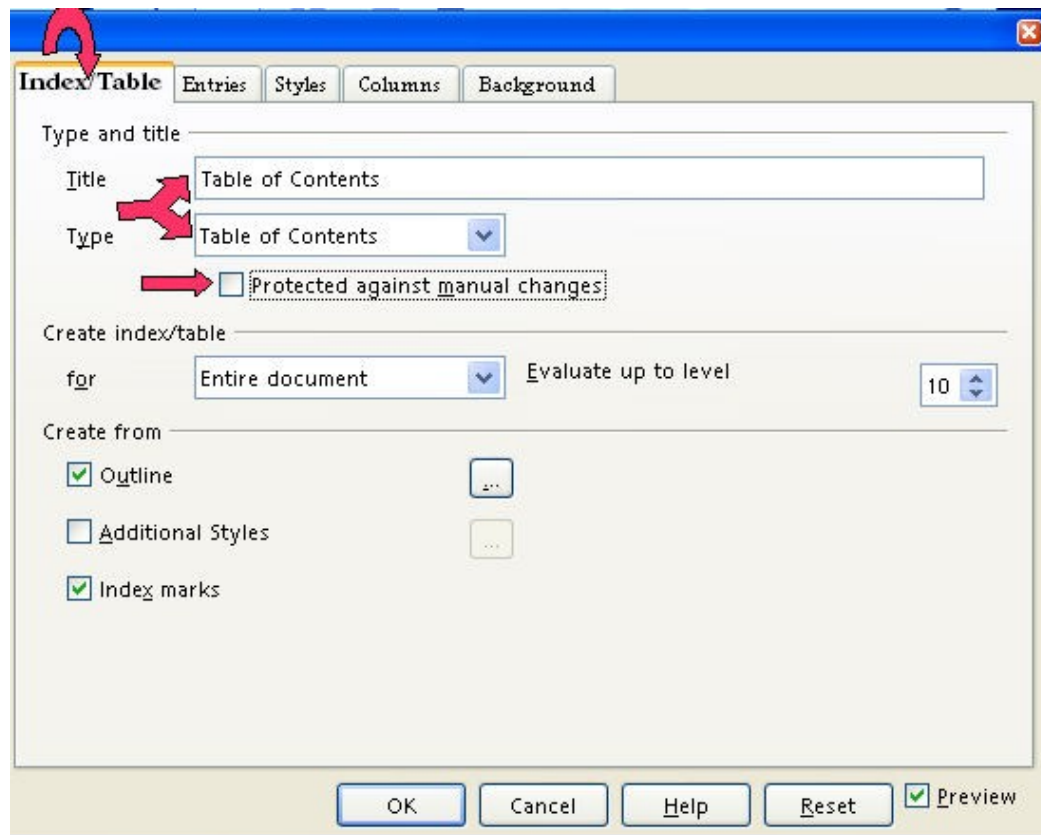 Index/Table Entries Styles Columns Background
Type and title
Title Table of Contents
Type Table of Contents
Protected against manual changes
Create index/table
for Entire document Evaluate up to level 10
Create from
Outline ...
Additional Styles ...
Index marks
OK Cancel Help Reset Preview